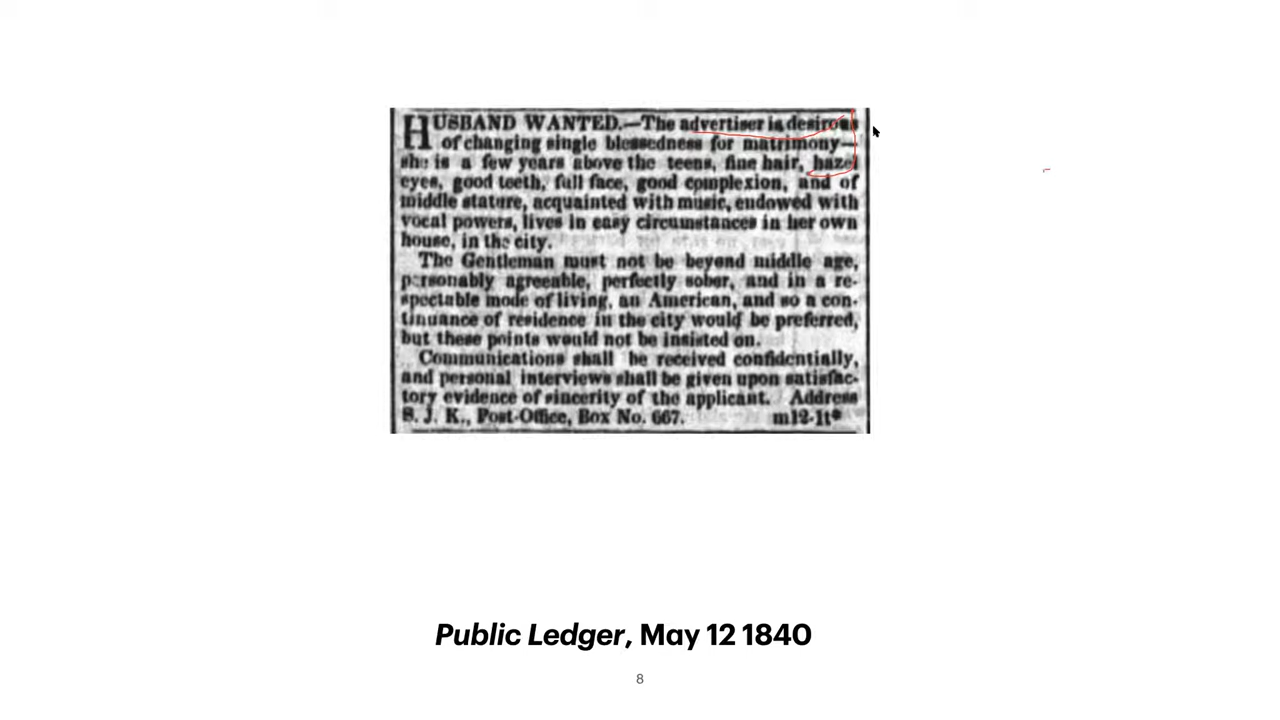 HUSBAND WANTED.—The advertiser is desirous
of changing single blessedness for matrimony—
she is a few years above the teens, fine hair, hazel
eyes, good teeth, full face, good complexion, and of
middle stature, acquainted with music, endowed with
vocal powers, lives in easy circumstances in her own
house, in the city.
The Gentleman must not be beyond middle age,
personably agreeable, perfectly sober, and in a re-
spectable mode of living, an American, and so a con-
tinuance of residence in the city would be preferred,
but these points would not be insisted on.
Communications shall be received confidentially,
and personal interviews shall be given upon satisfac-
tory evidence of sincerity of the applicant. Address
S. J. K., Post-Office, Box No. 667. m12-1t*
Public Ledger, May 12 1840
8